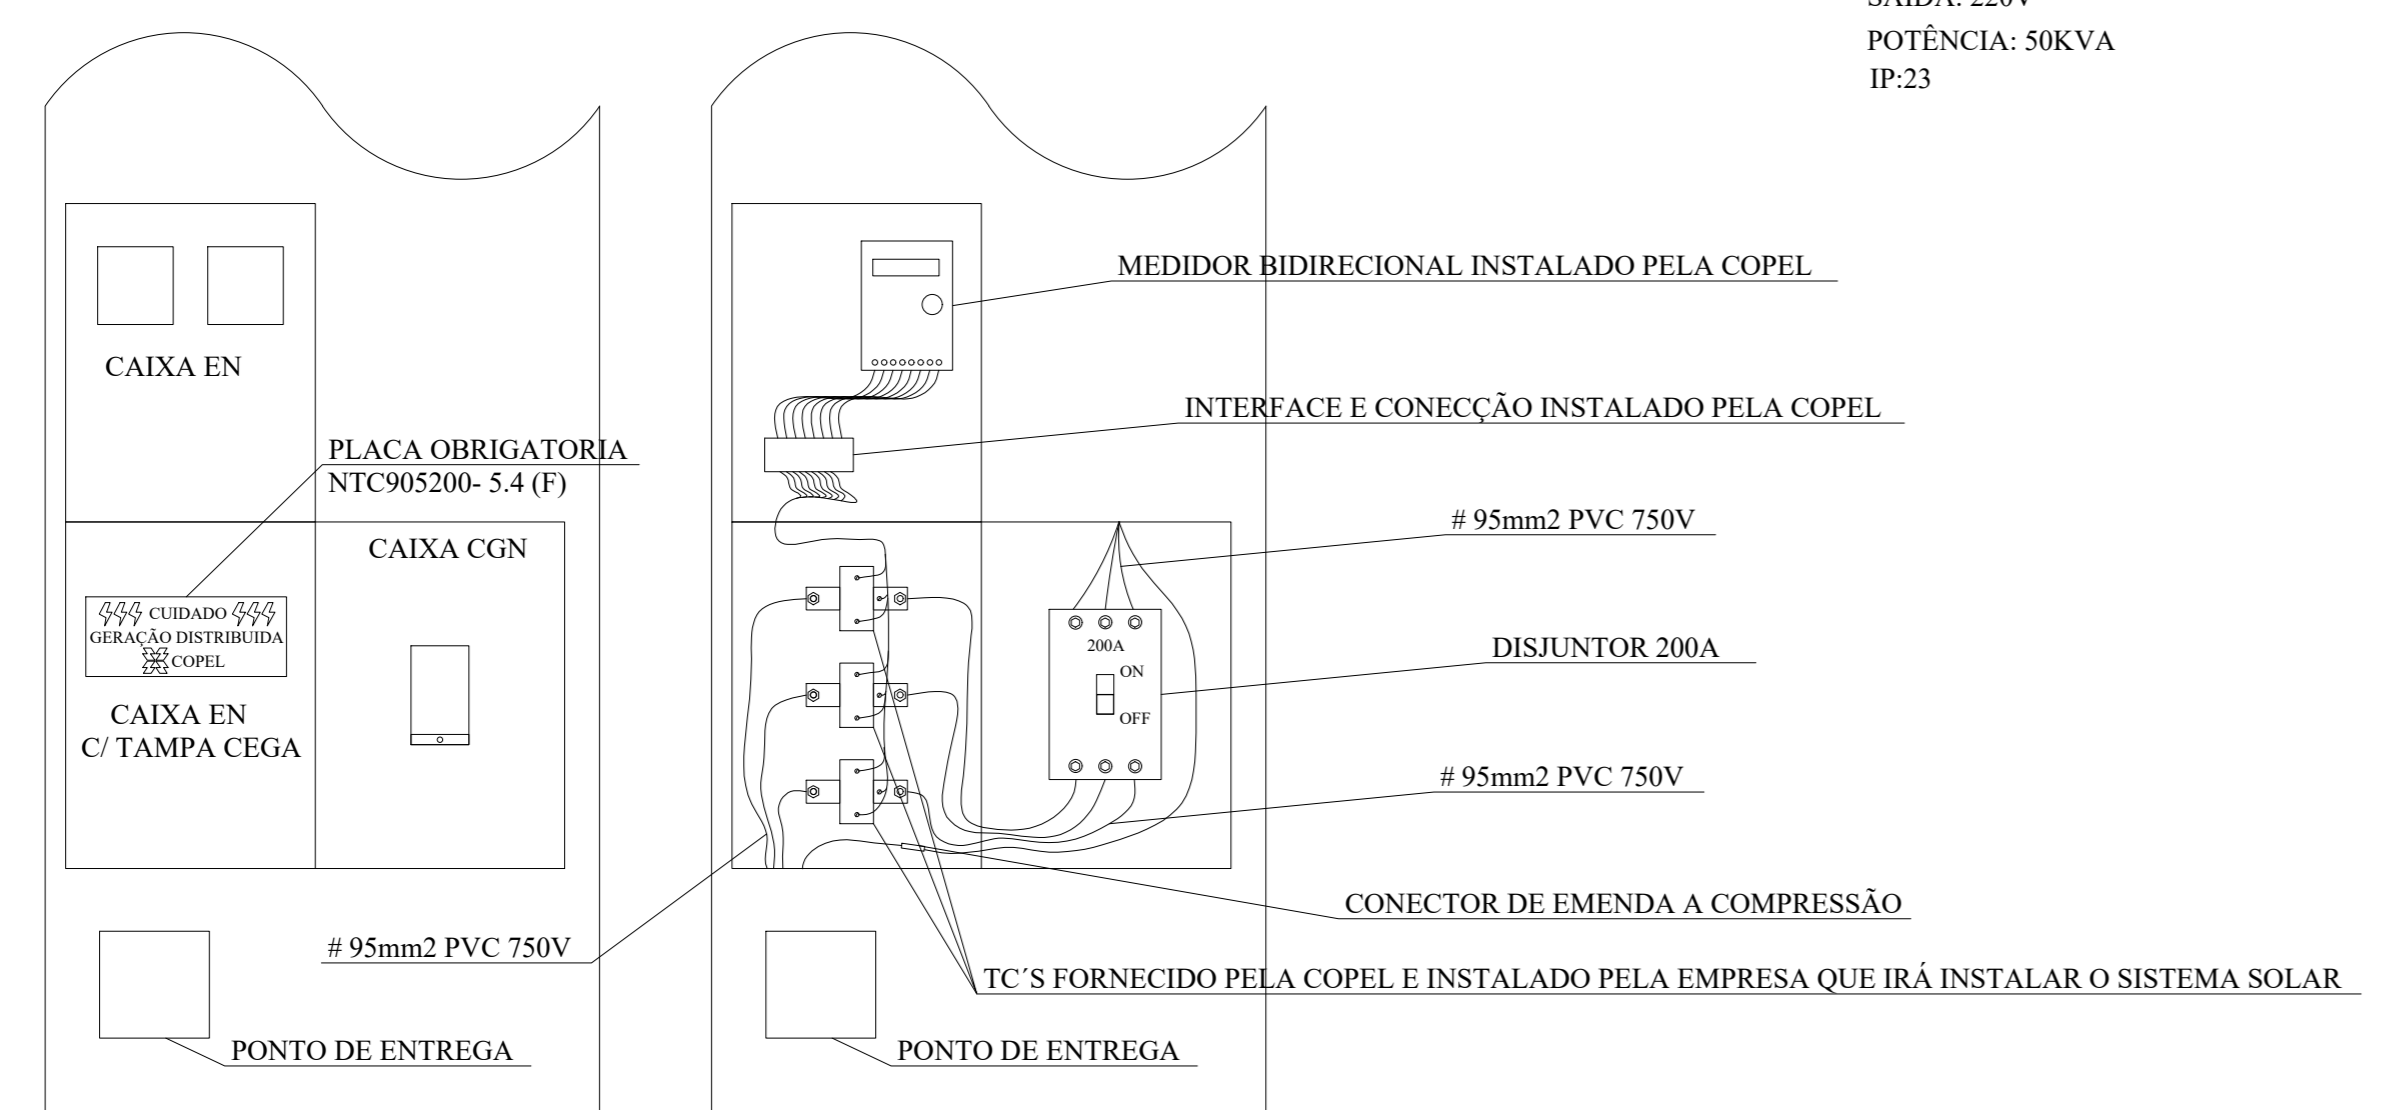 SAÍDA: 220V
POTÊNCIA: 50KVA
IP:23
CAIXA EN
PLACA OBRIGATORIA
NTC905200- 5.4 (F)
CAIXA CGN
CUIDADO
GERAÇÃO DISTRIBUIDA
COPEL
CAIXA EN
C/ TAMPA CEGA
# 95mm2 PVC 750V
PONTO DE ENTREGA
MEDIDOR BIDIRECIONAL INSTALADO PELA COPEL
INTERFACE E CONECÇÃO INSTALADO PELA COPEL
# 95mm2 PVC 750V
200A
ON
OFF
DISJUNTOR 200A
# 95mm2 PVC 750V
CONECTOR DE EMENDA A COMPRESSÃO
TC´S FORNECIDO PELA COPEL E INSTALADO PELA EMPRESA QUE IRÁ INSTALAR O SISTEMA SOLAR
PONTO DE ENTREGA